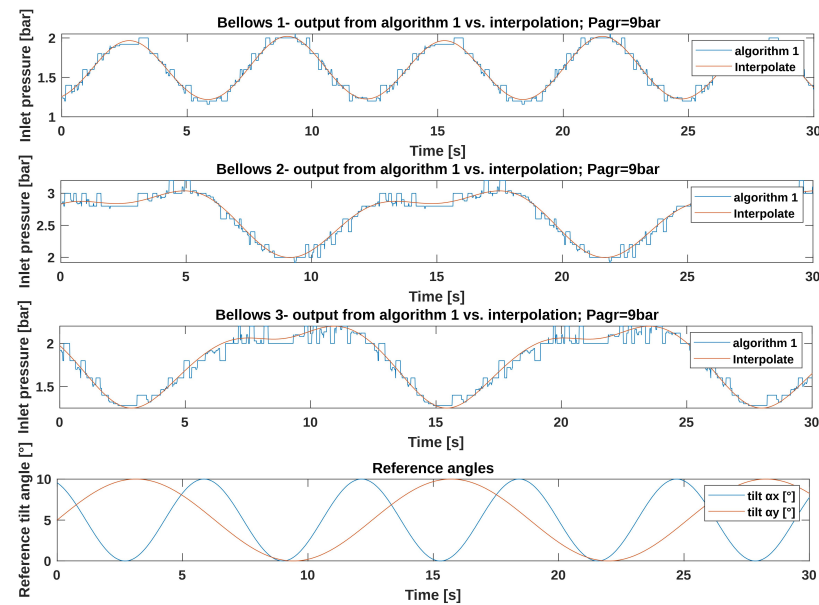 Bellows 1- output from algorithm 1 vs. interpolation; Pagr=9bar
Inlet pressure [bar]
2
1.5
1
algorithm 1
Interpolate
0 5 10 15 20 25 30
Time [s]
Bellows 2- output from algorithm 1 vs. interpolation; Pagr=9bar
Inlet pressure [bar]
3
2.5
2
algorithm 1
Interpolate
0 5 10 15 20 25 30
Time [s]
Bellows 3- output from algorithm 1 vs. interpolation; Pagr=9bar
Inlet pressure [bar]
2
1.5
algorithm 1
Interpolate
0 5 10 15 20 25 30
Time [s]
Reference angles
Reference tilt angle [°]
10
5
0
tilt αx [°]
tilt αy [°]
0 5 10 15 20 25 30
Time [s]